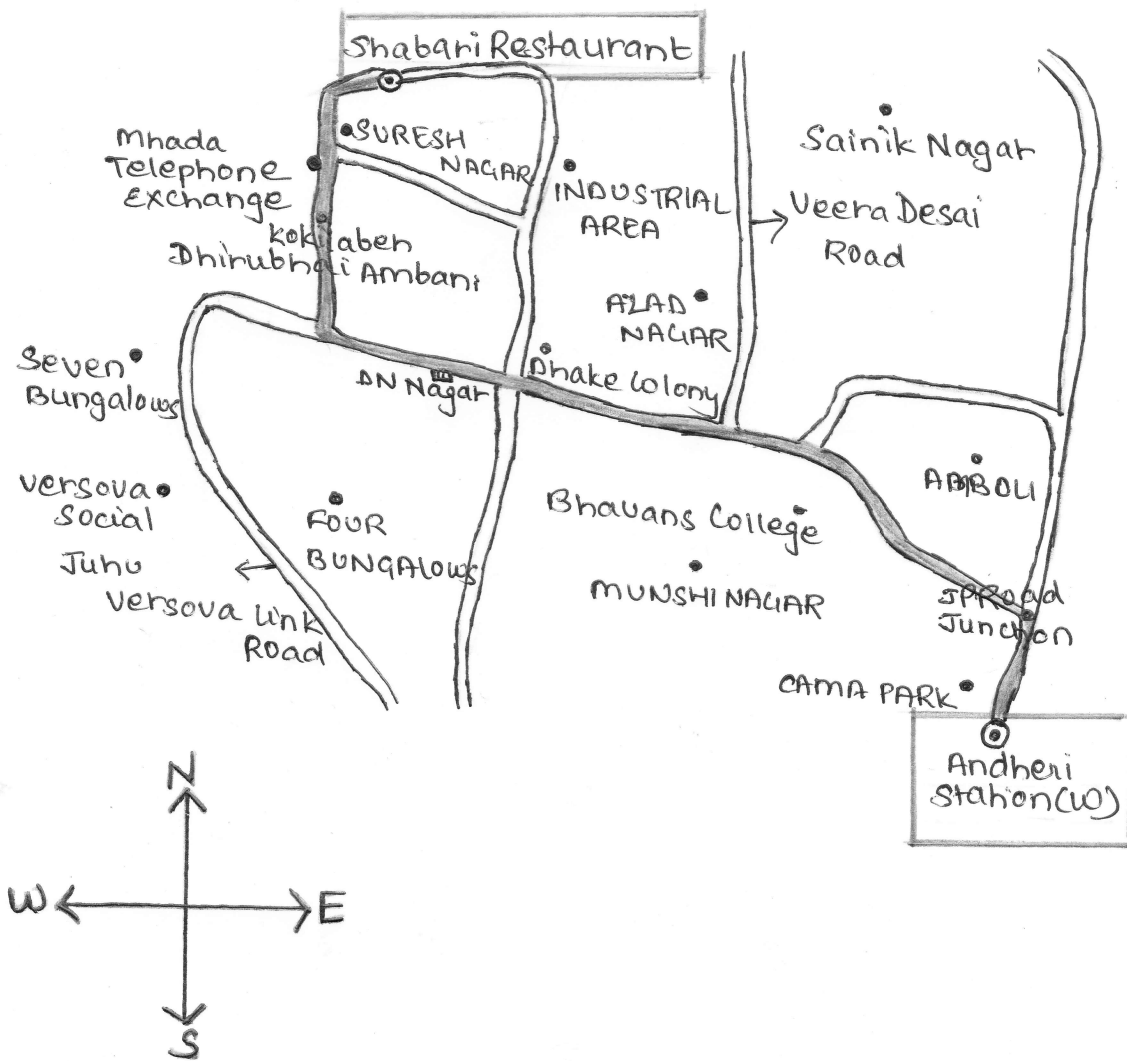 Shabari Restaurant
Mhada
Telephone
Exchange
SURESH
NAGAR
INDUSTRIAL
AREA
Sainik Nagar
Veera Desai
Road
Kokilaben
Dhirubhai Ambani
AZAD
NAGAR
Seven
Bungalows
DN Nagar
Dhake Colony
Versova
Social
FOUR
BUNGALOWS
Bhavans College
AMBOLI
Juhu
Versova Link
Road
MUNSHI NAGAR
JP Road
Junction
CAMA PARK
Andheri
Station (W)
N
W
E
S